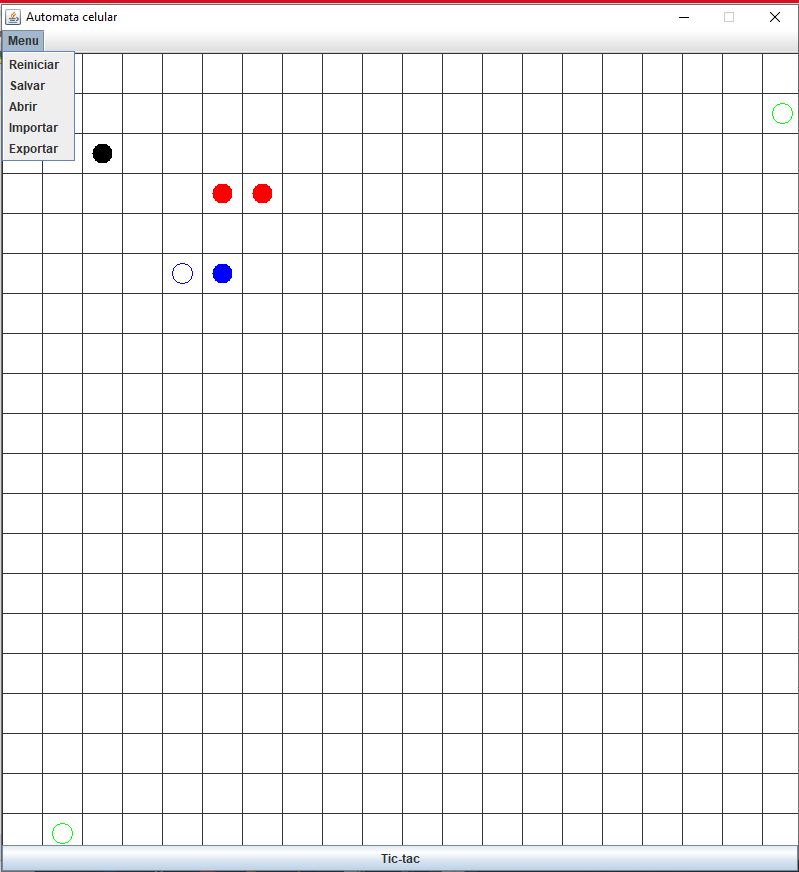 Automata celular
Menu
Reiniciar
Salvar
Abrir
Importar
Exportar
Tic-tac